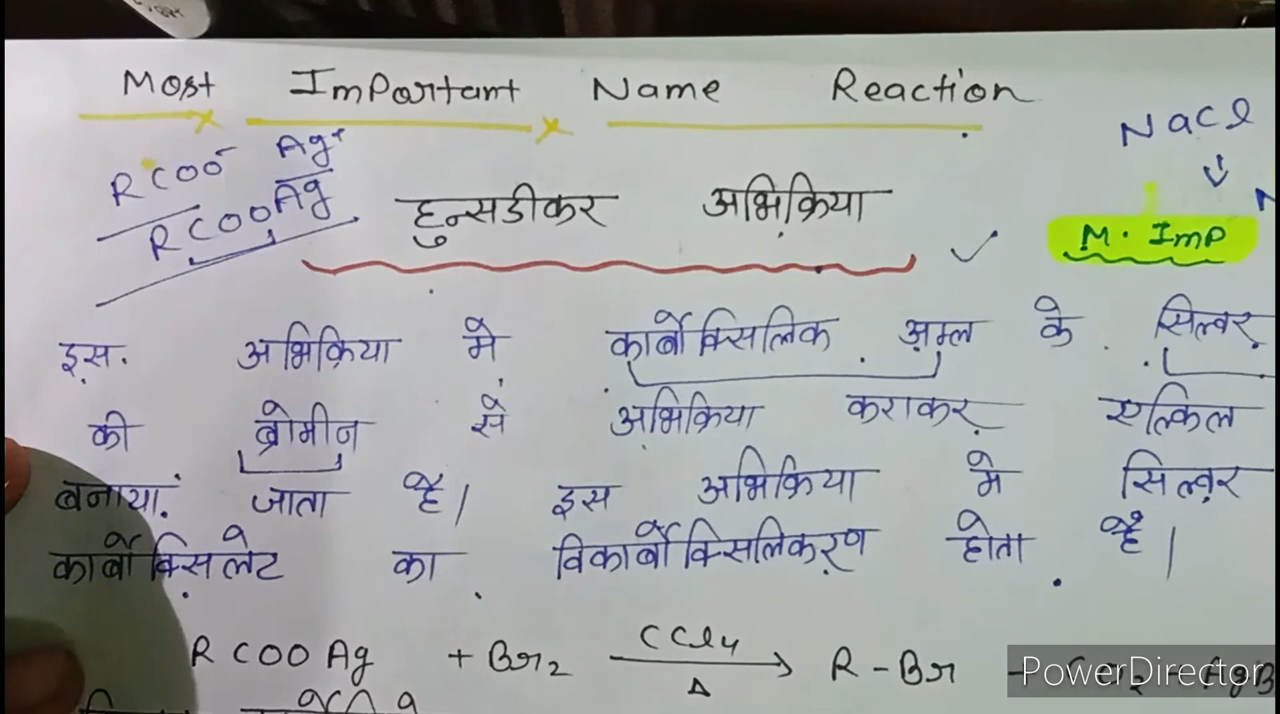 Most Important Name Reaction
RCOO⁻ Ag⁺
RCOOAg
NaCl
हुन्सडीकर अभिक्रिया
M. Imp
इस अभिक्रिया मे कार्बोक्सिलिक अम्ल के सिल्वर
की ब्रोमीन से अभिक्रिया कराकर एल्किल
बनाया जाता है। इस अभिक्रिया मे सिल्वर
कार्बोक्सिलेट का विकार्बोक्सिलिकरण होता है।
CCl₄
RCOOAg + Br₂ → R-Br
Δ
PowerDirector